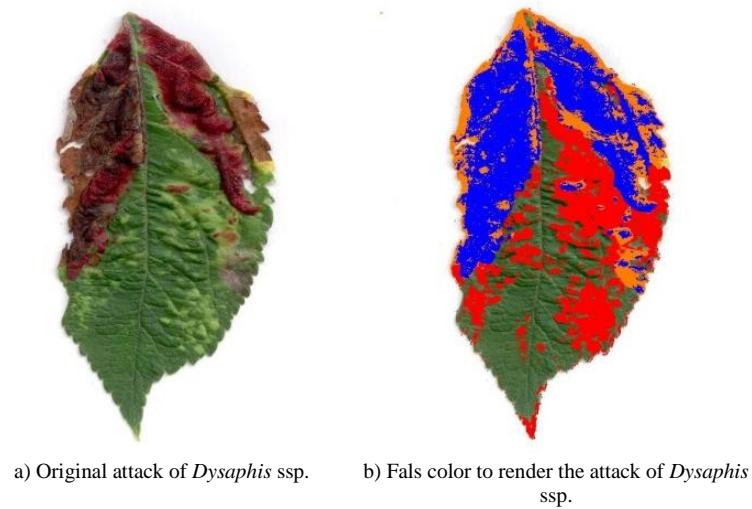 a) Original attack of Dysaphis ssp.
b) Fals color to render the attack of Dysaphis
ssp.